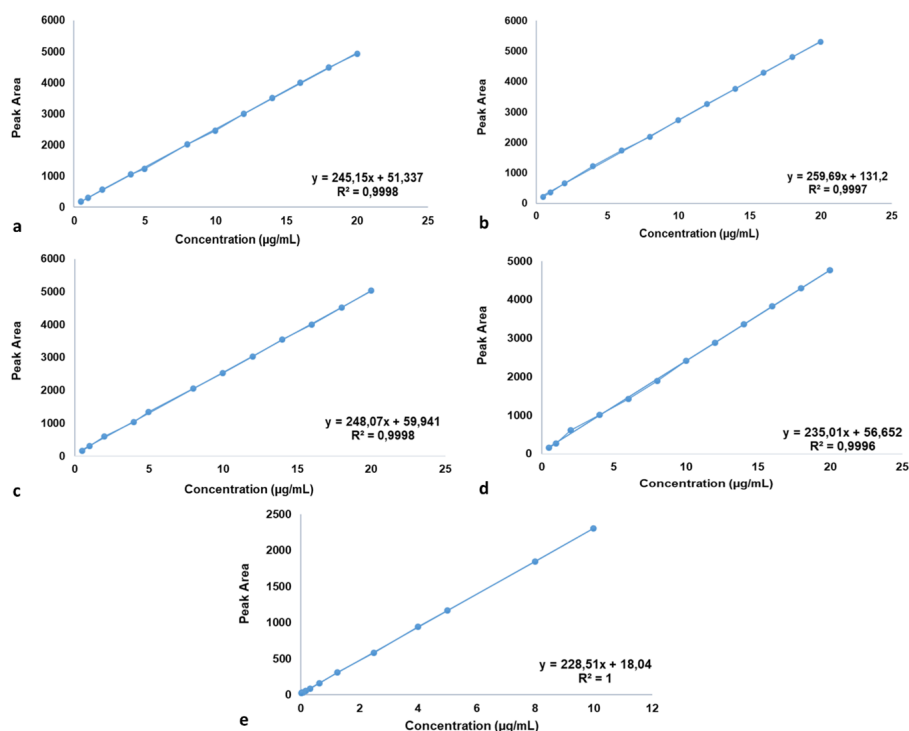 6000
5000
4000
3000
2000
1000
0
Peak Area
0 5 10 15 20 25
Concentration (µg/mL)
y = 245,15x + 51,337
R² = 0,9998
a
6000
5000
4000
3000
2000
1000
0
Peak Area
0 5 10 15 20 25
Concentration (µg/mL)
y = 259,69x + 131,2
R² = 0,9997
b
6000
5000
4000
3000
2000
1000
0
Peak Area
0 5 10 15 20 25
Concentration (µg/mL)
y = 248,07x + 59,941
R² = 0,9998
c
5000
4000
3000
2000
1000
0
Peak Area
0 5 10 15 20 25
Concentration (µg/mL)
y = 235,01x + 56,652
R² = 0,9996
d
2500
2000
1500
1000
500
0
Peak Area
0 2 4 6 8 10 12
Concentration (µg/mL)
y = 228,51x + 18,04
R² = 1
e